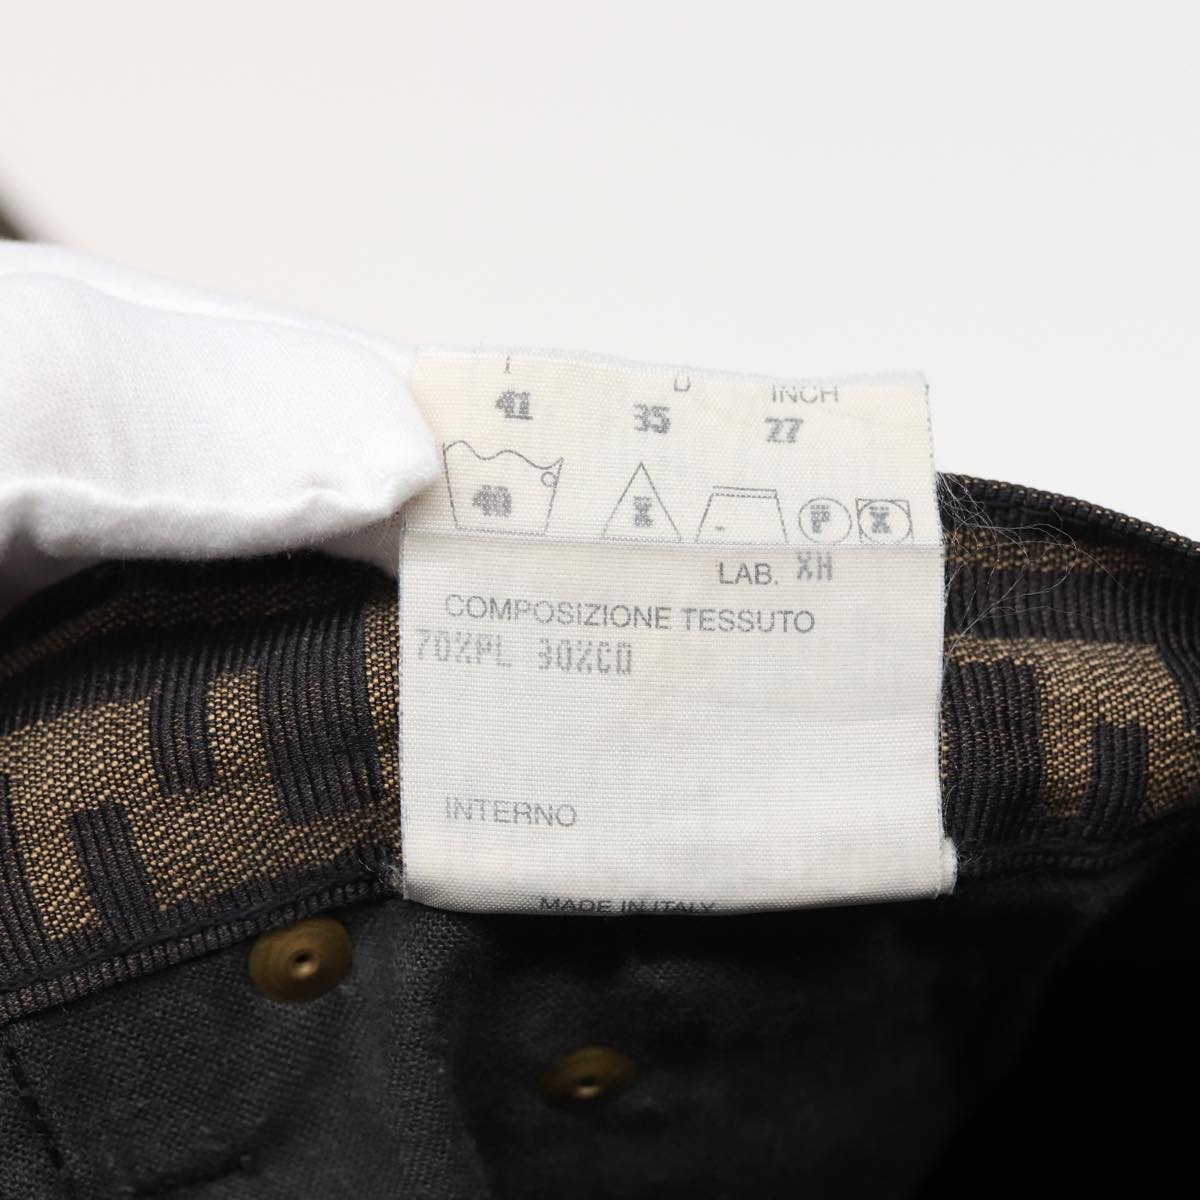 I D INCH
41 35 27
40 X P X
LAB. XH
COMPOSIZIONE TESSUTO
70%PL 30%CO
INTERNO
MADE IN ITALY